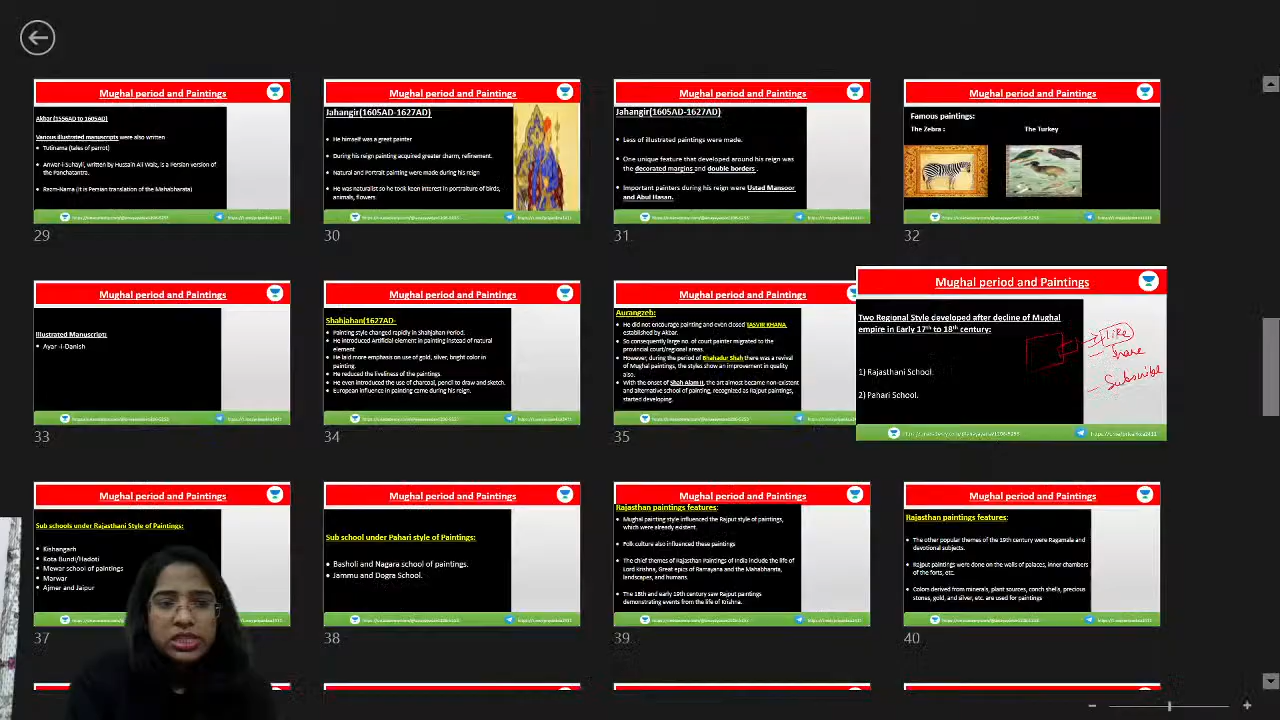 Mughal period and Paintings
Akbar (1556AD to 1605AD)
Various illustrated manuscripts were also written
Tutinama (tales of parrot)
Anwar-i-Suhayli, written by Hussain Ali Waiz, is a Persian version of
the Panchatantra.
Razm-Nama (it is Persian translation of the Mahabharata)
29
Mughal period and Paintings
Jahangir(1605AD-1627AD)
He himself was a great painter
During his reign painting acquired greater charm, refinement.
Natural and Portrait painting were made during his reign
He was naturalist so he took keen interest in portraiture of birds,
animals, flowers.
30
Mughal period and Paintings
Jahangir(1605AD-1627AD)
Less of illustrated paintings were made.
One unique feature that developed around his reign was
the decorated margins and double borders .
Important painters during his reign were Ustad Mansoor
and Abul Hasan.
31
Mughal period and Paintings
Famous paintings:
The Zebra : The Turkey
32
Mughal period and Paintings
Illustrated Manuscript:
Ayar -i-Danish
33
Mughal period and Paintings
Shahjahan(1627AD-
Painting style changed rapidly in Shahjahan Period.
He introduced Artificial element in painting instead of natural
element
He laid more emphasis on use of gold, silver, bright color in
painting.
He reduced the liveliness of the paintings.
He even introduced the use of charcoal, pencil to draw and sketch.
European influence in painting came during his reign.
34
Mughal period and Paintings
Aurangzeb:
He did not encourage painting and even closed TASVIR KHANA
established by Akbar.
So consequently large no. of court painter migrated to the
provincial court/regional areas.
However, during the period of Bhahadur Shah there was a revival
of Mughal paintings, the styles show an improvement in quality
also.
With the onset of Shah Alam II, the art almost became non-existent
and alternative school of painting, recognized as Rajput paintings,
started developing.
35
Mughal period and Paintings
Two Regional Style developed after decline of Mughal
empire in Early 17th to 18th century:
1) Rajasthani School.
2) Pahari School.
like
share
Subscribe
Mughal period and Paintings
Sub schools under Rajasthani Style of Paintings:
Kishangarh
Kota Bundi/Hadoti
Mewar school of paintings
Marwar
Ajmer and Jaipur
37
Mughal period and Paintings
Sub school under Pahari style of Paintings:
Basholi and Nagara school of paintings.
Jammu and Dogra School.
38
Mughal period and Paintings
Rajasthan paintings features:
Mughal painting style influenced the Rajput style of paintings,
which were already existent.
Folk culture also influenced these paintings
The chief themes of Rajasthan Paintings of India include the life of
Lord Krishna, Great epics of Ramayana and the Mahabharata,
landscapes, and humans.
The 18th and early 19th century saw Rajput paintings
demonstrating events from the life of Krishna.
39
Mughal period and Paintings
Rajasthan paintings features:
The other popular themes of the 19th century were Ragamala and
devotional subjects.
Rajput paintings were done on the walls of palaces, inner chambers
of the forts, etc.
Colors derived from minerals, plant sources, conch shells, precious
stones, gold, and silver, etc. are used for paintings
40